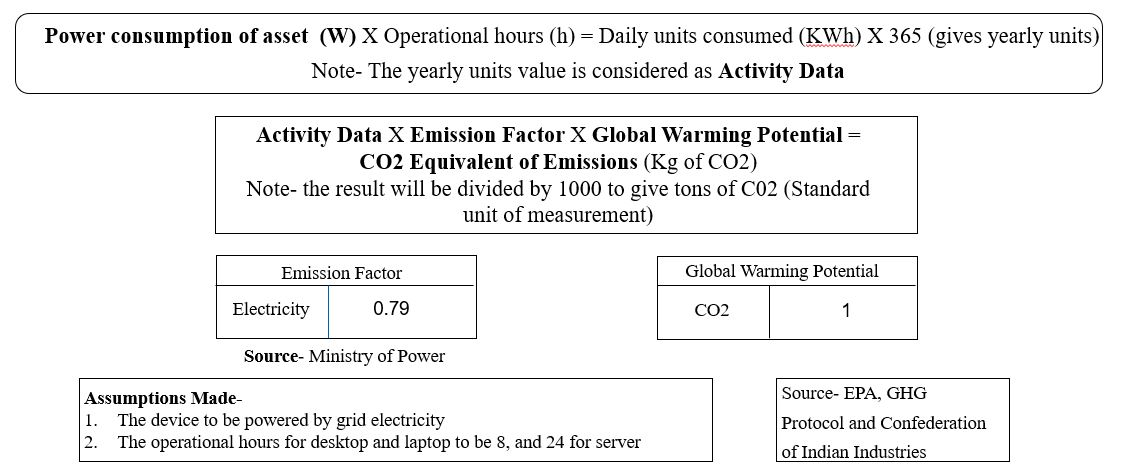 Power consumption of asset (W) X Operational hours (h) = Daily units consumed (KWh) X 365 (gives yearly units)
Note- The yearly units value is considered as Activity Data
Activity Data X Emission Factor X Global Warming Potential =
CO2 Equivalent of Emissions (Kg of CO2)
Note- the result will be divided by 1000 to give tons of C02 (Standard
unit of measurement)
Emission Factor
Electricity 0.79
Source- Ministry of Power
Global Warming Potential
CO2 1
Assumptions Made-
1. The device to be powered by grid electricity
2. The operational hours for desktop and laptop to be 8, and 24 for server
Source- EPA, GHG
Protocol and Confederation
of Indian Industries